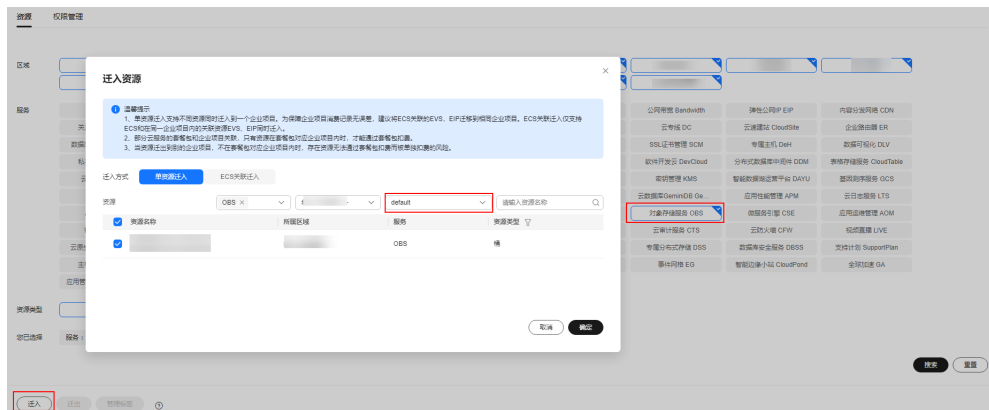 资源 权限管理
区域
迁入资源
温馨提示
1、单资源迁入支持不同资源同时迁入到一个企业项目。为保障企业项目消费记录无误差，建议将ECS关联的EVS、EIP迁移到相同企业项目。ECS关联迁入仅支持
ECS和在同一企业项目内的关联资源EVS、EIP同时迁入。
2、部分云服务的套餐包和企业项目关联，只有资源在套餐包对应企业项目内时，才能通过套餐包扣费。
3、当资源迁出到别的企业项目，不在套餐包对应企业项目内时，存在资源无法通过套餐包扣费而被单独扣费的风险。
迁入方式 单资源迁入 ECS关联迁入
资源 OBS × default 请输入资源名称
资源名称 所属区域 服务 资源类型
OBS 桶
取消 确定
服务
公网带宽 Bandwidth 弹性公网IP EIP 内容分发网络 CDN
云专线 DC 云速建站 CloudSite 企业路由器 ER
SSL证书管理 SCM 专属主机 DeH 数据可视化 DLV
软件开发云 DevCloud 分布式数据库中间件 DDM 表格存储服务 CloudTable
密钥管理 KMS 智能数据运营平台 DAYU 基因测序服务 GCS
云数据库GeminiDB Ge... 应用性能管理 APM 云日志服务 LTS
对象存储服务 OBS 微服务引擎 CSE 应用运维管理 AOM
云审计服务 CTS 云防火墙 CFW 视频直播 LIVE
专属分布式存储 DSS 数据库安全服务 DBSS 支持计划 SupportPlan
事件网格 EG 智能边缘小站 CloudPond 全球加速 GA
应用管
资源类型
您已选择 服务：
搜索 重置
迁入 迁出 管理标签